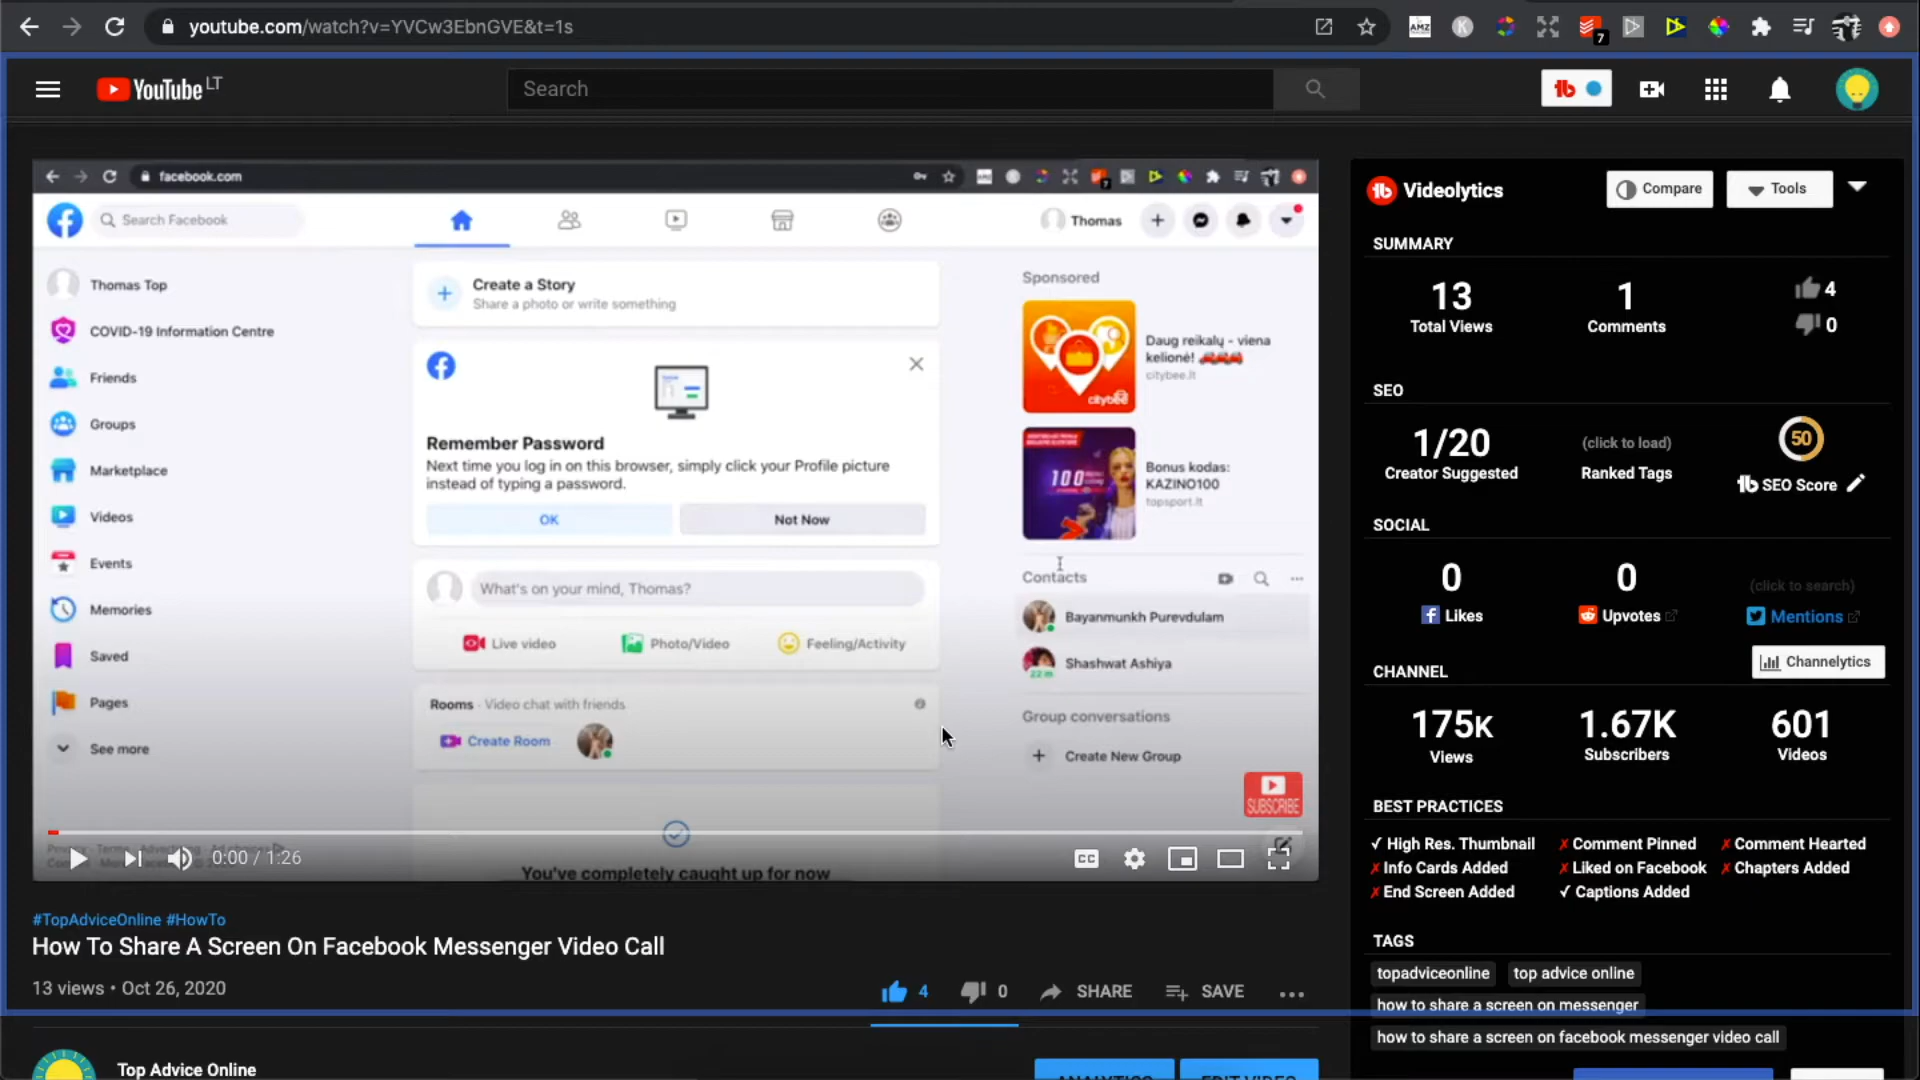 youtube.com/watch?v=YVCw3EbnGVE&t=1s
AMZ
K
7
YouTube LT
Search
facebook.com
Search Facebook
Thomas
Thomas Top
COVID-19 Information Centre
Friends
Groups
Marketplace
Videos
Events
Memories
Saved
Pages
See more
Create a Story
Share a photo or write something
Remember Password
Next time you log in on this browser, simply click your Profile picture
instead of typing a password.
OK
Not Now
What's on your mind, Thomas?
Live video
Photo/Video
Feeling/Activity
Rooms · Video chat with friends
Create Room
You've completely caught up for now
Sponsored
Daug reikalų - viena
kelionė!
citybee.lt
citybee
Bonus kodas:
KAZINO100
topsport.lt
100
Contacts
Bayanmunkh Purevdulam
Shashwat Ashiya
22 m
Group conversations
Create New Group
SUBSCRIBE
0:00 / 1:26
CC
#TopAdviceOnline #HowTo
How To Share A Screen On Facebook Messenger Video Call
13 views • Oct 26, 2020
4
0
SHARE
SAVE
Top Advice Online
ANALYTICS
EDIT VIDEO
Videolytics
Compare
Tools
SUMMARY
13
Total Views
1
Comments
4
0
SEO
1/20
Creator Suggested
(click to load)
Ranked Tags
50
SEO Score
SOCIAL
0
Likes
0
Upvotes
(click to search)
Mentions
CHANNEL
Channelytics
175K
Views
1.67K
Subscribers
601
Videos
BEST PRACTICES
✓ High Res. Thumbnail
✗ Comment Pinned
✗ Comment Hearted
✗ Info Cards Added
✗ Liked on Facebook
✗ Chapters Added
✗ End Screen Added
✓ Captions Added
TAGS
topadviceonline
top advice online
how to share a screen on messenger
how to share a screen on facebook messenger video call